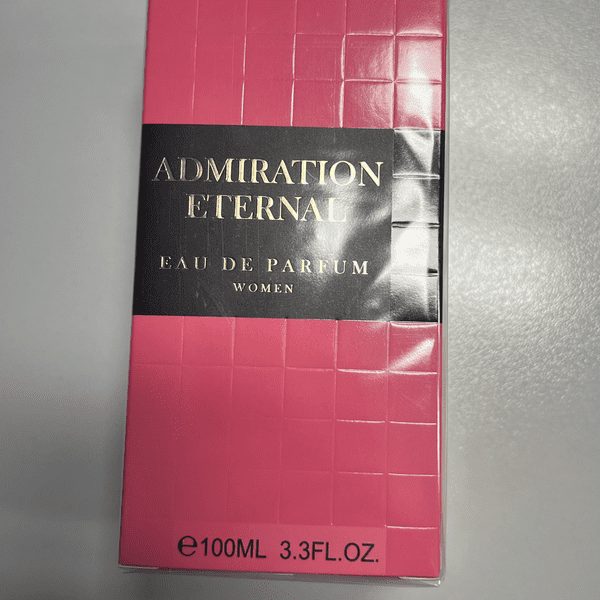 ADMIRATION
ETERNAL
EAU DE PARFUM
WOMEN
℮100ML 3.3FL.OZ.